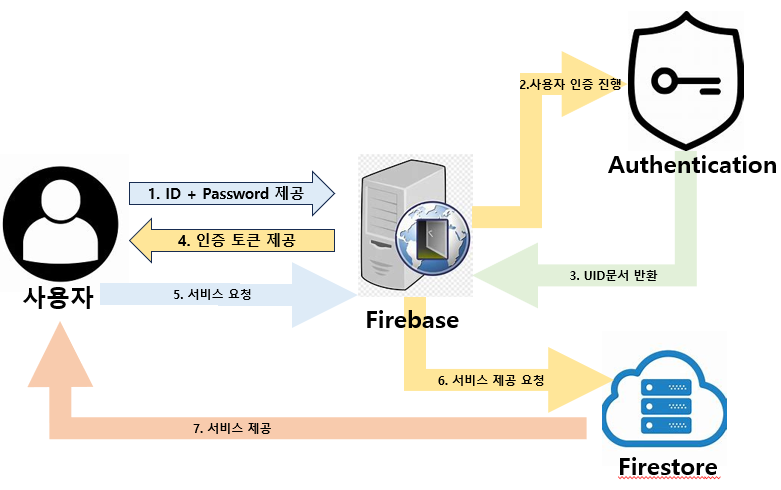 2.사용자 인증 진행
Authentication
1. ID + Password 제공
4. 인증 토큰 제공
3. UID문서 반환
사용자
5. 서비스 요청
Firebase
6. 서비스 제공 요청
7. 서비스 제공
Firestore